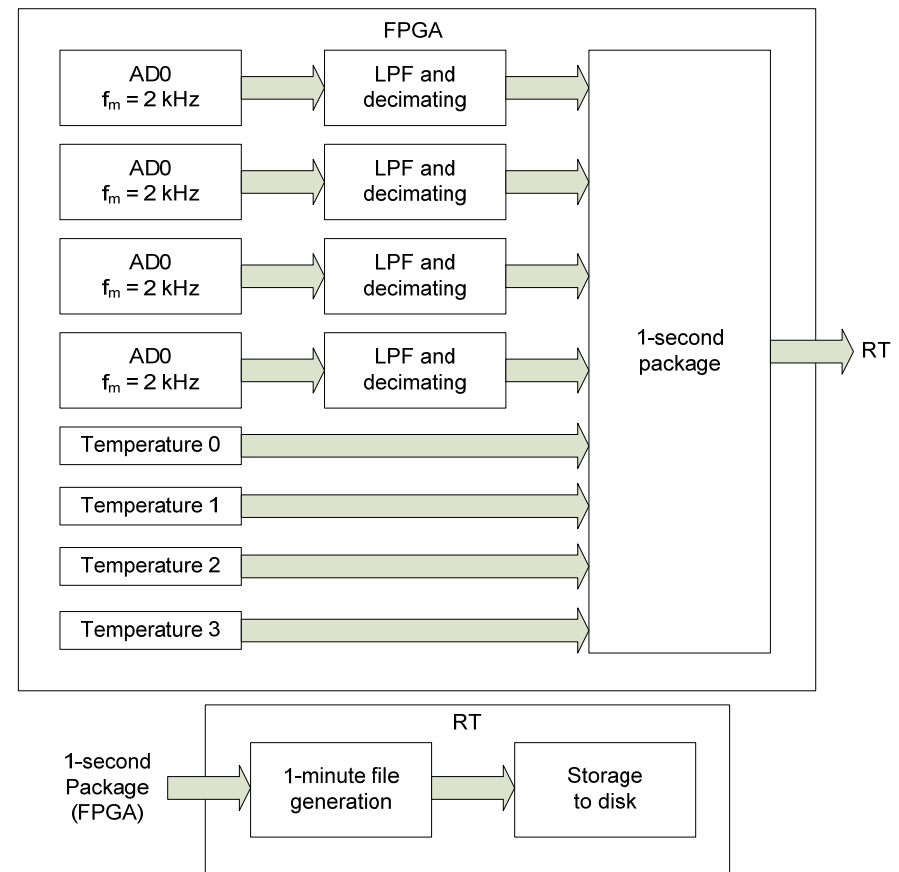 FPGA
AD0
fm = 2 kHz
LPF and
decimating
AD0
fm = 2 kHz
LPF and
decimating
AD0
fm = 2 kHz
LPF and
decimating
AD0
fm = 2 kHz
LPF and
decimating
1-second
package
RT
Temperature 0
Temperature 1
Temperature 2
Temperature 3
RT
1-second
Package
(FPGA)
1-minute file
generation
Storage
to disk